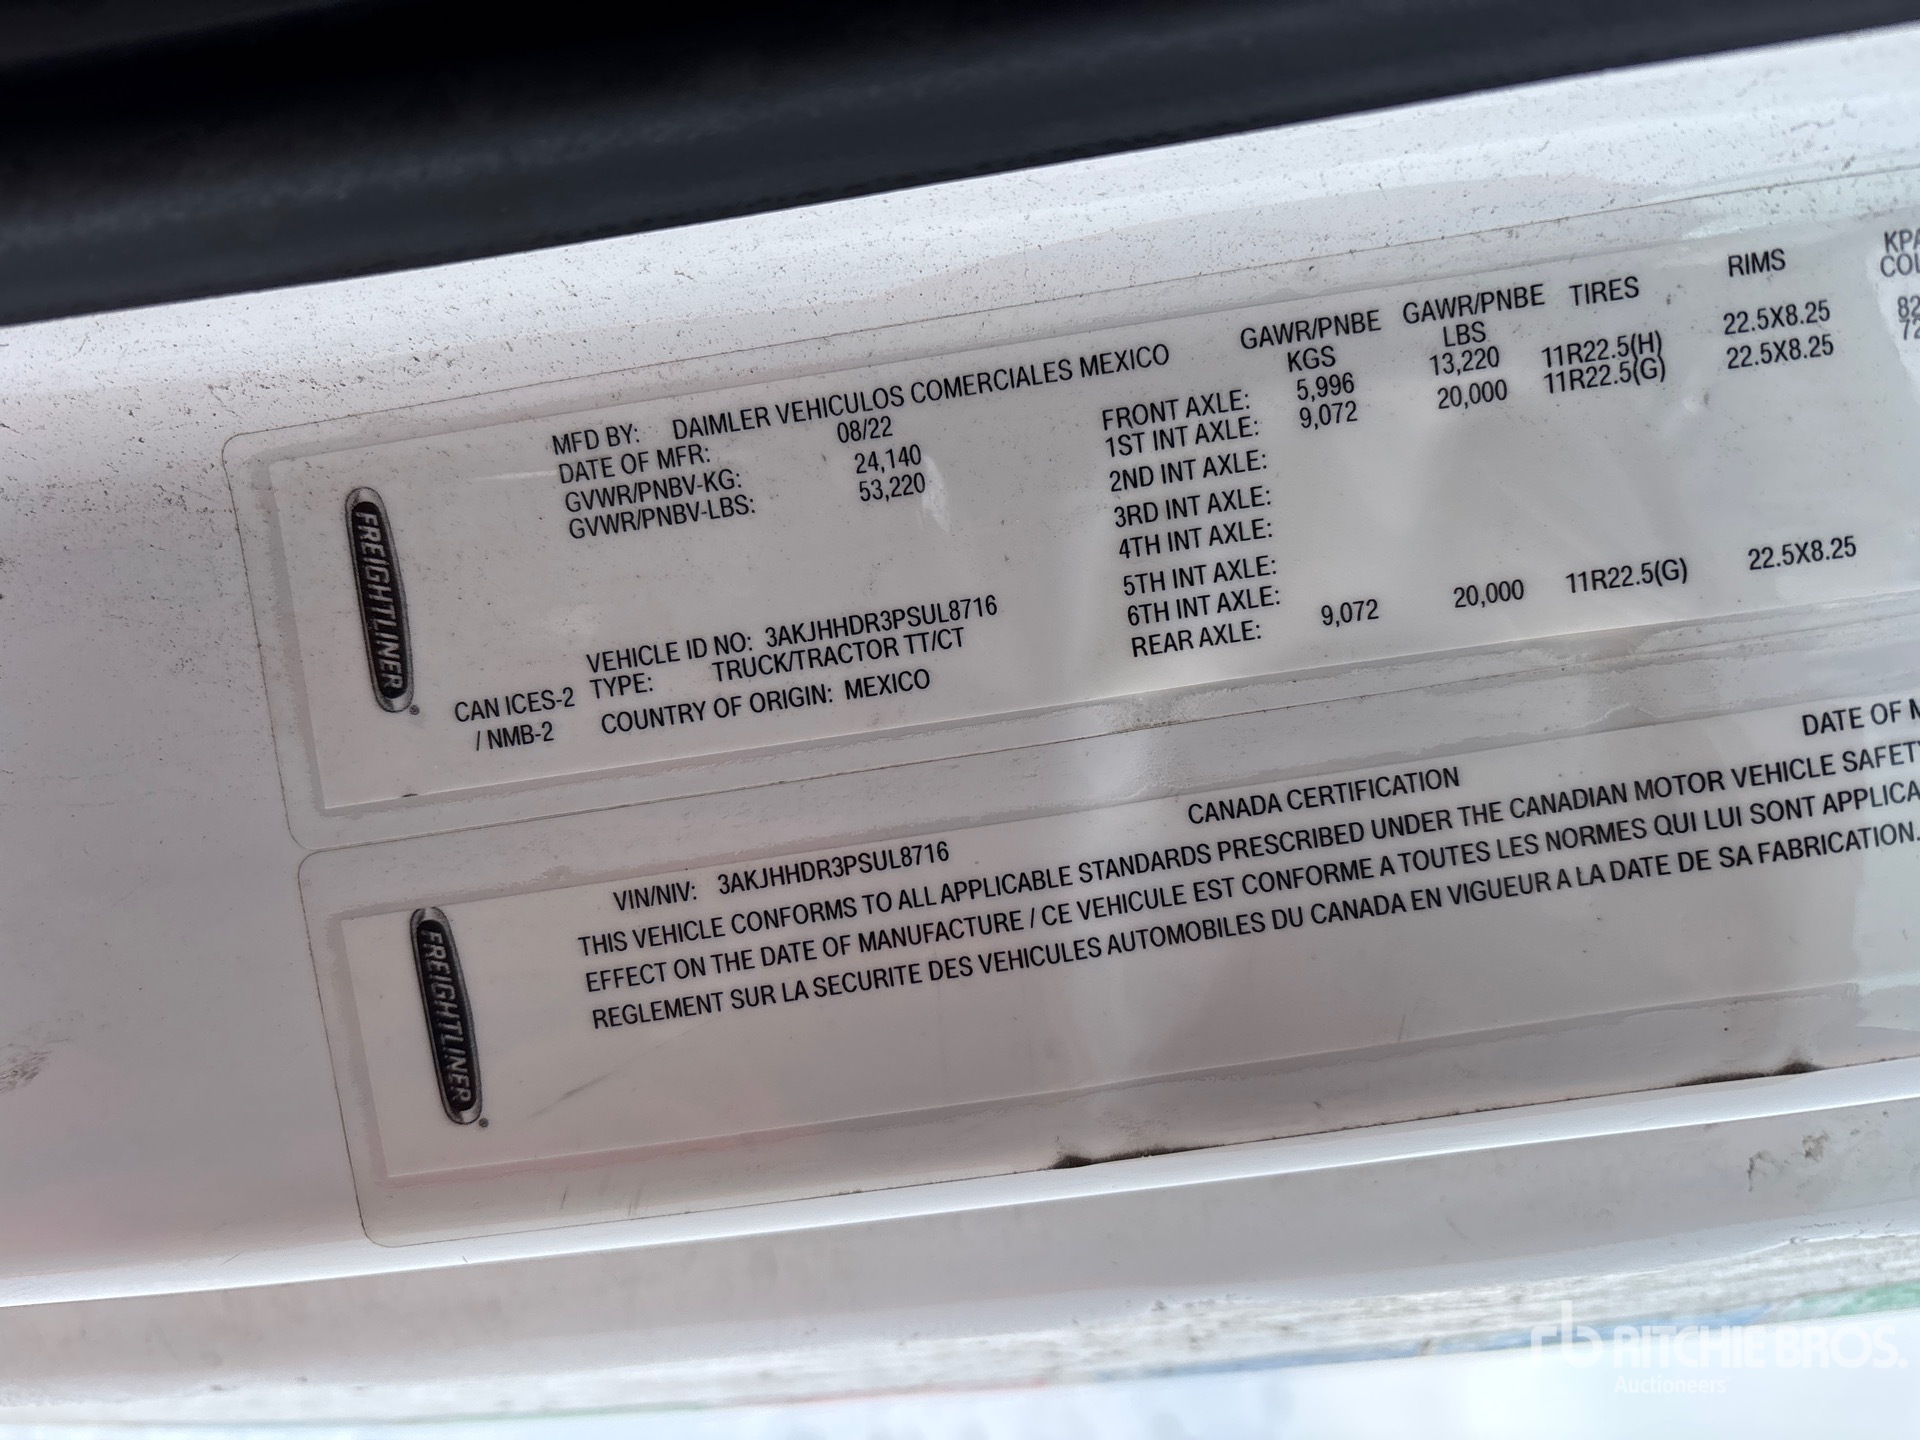 FREIGHTLINER
MFD BY: DAIMLER VEHICULOS COMERCIALES MEXICO
DATE OF MFR: 08/22
GVWR/PNBV-KG: 24,140
GVWR/PNBV-LBS: 53,220
VEHICLE ID NO: 3AKJHHDR3PSUL8716
TYPE: TRUCK/TRACTOR TT/CT
COUNTRY OF ORIGIN: MEXICO
CAN ICES-2
/ NMB-2
GAWR/PNBE GAWR/PNBE TIRES RIMS
KGS LBS
FRONT AXLE: 5,996 13,220 11R22.5(H) 22.5X8.25
1ST INT AXLE: 9,072 20,000 11R22.5(G) 22.5X8.25
2ND INT AXLE:
3RD INT AXLE:
4TH INT AXLE:
5TH INT AXLE:
6TH INT AXLE:
REAR AXLE: 9,072 20,000 11R22.5(G) 22.5X8.25
FREIGHTLINER
CANADA CERTIFICATION
DATE OF
VIN/NIV: 3AKJHHDR3PSUL8716
THIS VEHICLE CONFORMS TO ALL APPLICABLE STANDARDS PRESCRIBED UNDER THE CANADIAN MOTOR VEHICLE SAFETY
EFFECT ON THE DATE OF MANUFACTURE / CE VEHICULE EST CONFORME A TOUTES LES NORMES QUI LUI SONT APPLICA
REGLEMENT SUR LA SECURITE DES VEHICULES AUTOMOBILES DU CANADA EN VIGUEUR A LA DATE DE SA FABRICATION.
rb RITCHIE BROS.
Auctioneers